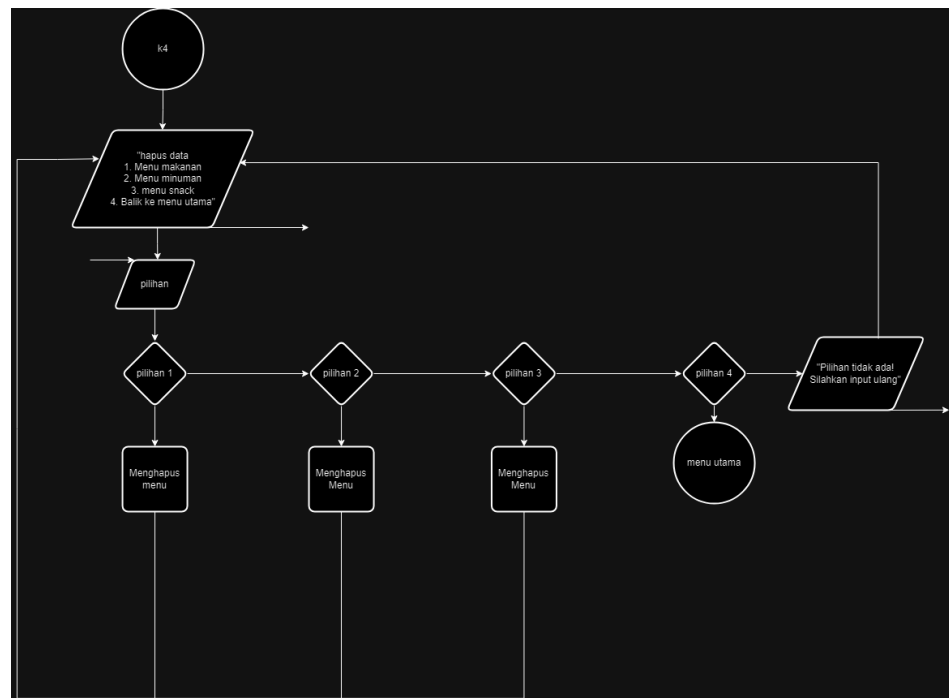 k4
"hapus data
1. Menu makanan
2. Menu minuman
3. menu snack
4. Balik ke menu utama"
pilihan
pilihan 1
pilihan 2
pilihan 3
pilihan 4
"Pilihan tidak ada!
Silahkan input ulang"
Menghapus
menu
Menghapus
Menu
Menghapus
Menu
menu utama